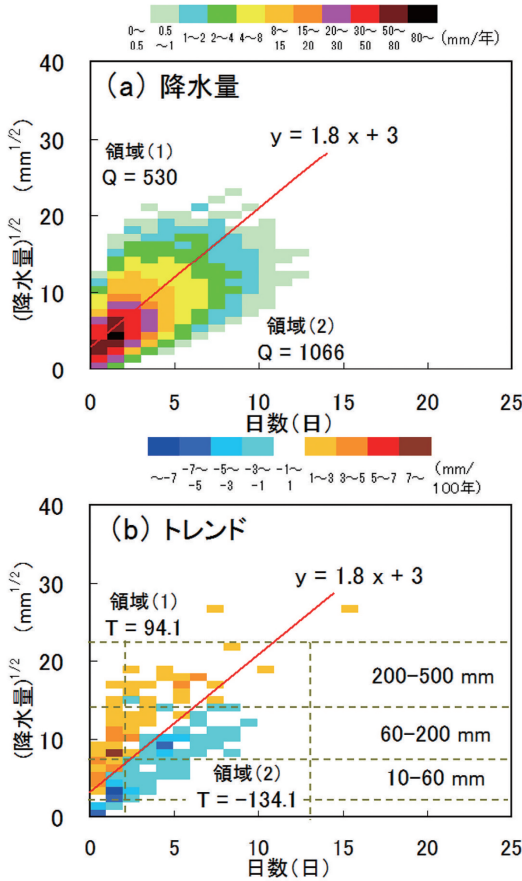 0~0.5 0.5~1 1~2 2~4 4~8 8~15 15~20 20~30 30~50 50~80 80~ (mm/年)
(a) 降水量
y = 1.8 x + 3
領域(1)
Q = 530
領域(2)
Q = 1066
(降水量)^1/2 (mm^1/2)
40
30
20
10
0
0 5 10 15 20 25
日数(日)
~-7 -7~-5 -5~-3 -3~-1 -1~1 1~3 3~5 5~7 7~ (mm/100年)
(b) トレンド
y = 1.8 x + 3
領域(1)
T = 94.1
200-500 mm
60-200 mm
領域(2)
T = -134.1
10-60 mm
(降水量)^1/2 (mm^1/2)
40
30
20
10
0
0 5 10 15 20 25
日数(日)